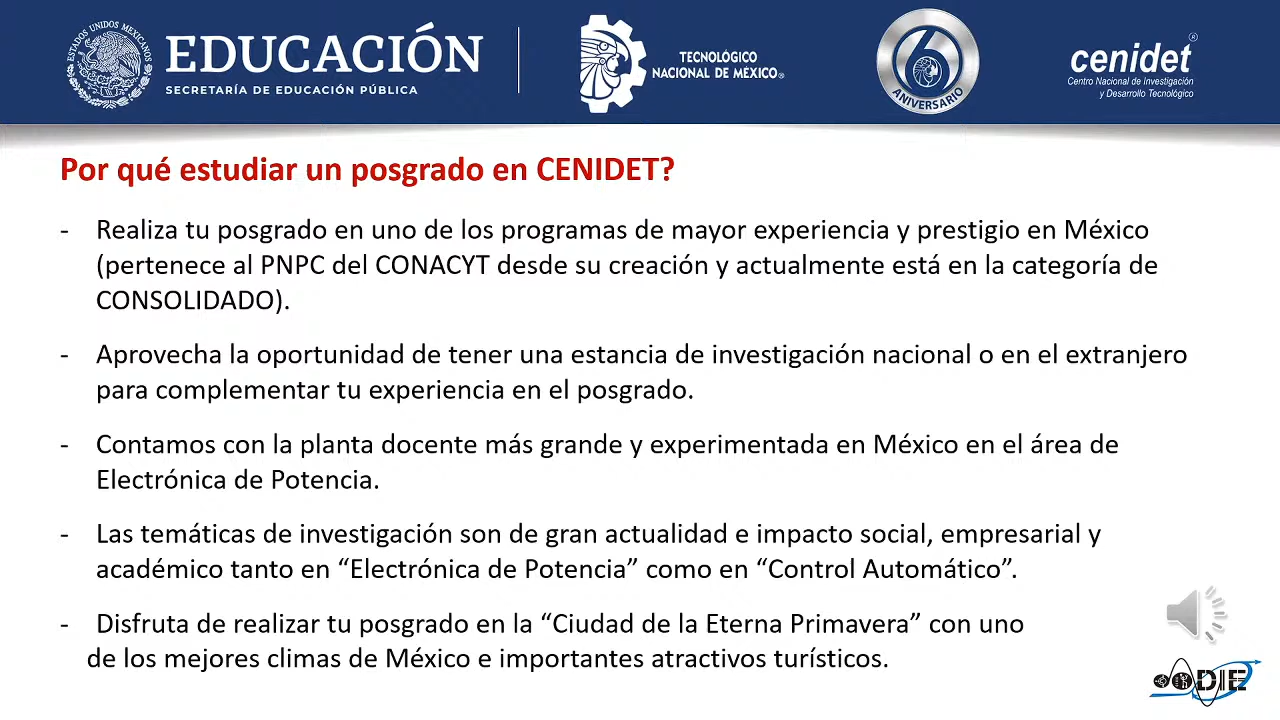 ESTADOS UNIDOS MEXICANOS
EDUCACIÓN
SECRETARÍA DE EDUCACIÓN PÚBLICA
TECNOLÓGICO
NACIONAL DE MÉXICO®
6
ANIVERSARIO
cenidet®
Centro Nacional de Investigación
y Desarrollo Tecnológico
Por qué estudiar un posgrado en CENIDET?
- Realiza tu posgrado en uno de los programas de mayor experiencia y prestigio en México
(pertenece al PNPC del CONACYT desde su creación y actualmente está en la categoría de
CONSOLIDADO).
- Aprovecha la oportunidad de tener una estancia de investigación nacional o en el extranjero
para complementar tu experiencia en el posgrado.
- Contamos con la planta docente más grande y experimentada en México en el área de
Electrónica de Potencia.
- Las temáticas de investigación son de gran actualidad e impacto social, empresarial y
académico tanto en “Electrónica de Potencia” como en “Control Automático”.
- Disfruta de realizar tu posgrado en la “Ciudad de la Eterna Primavera” con uno
de los mejores climas de México e importantes atractivos turísticos.
DIE